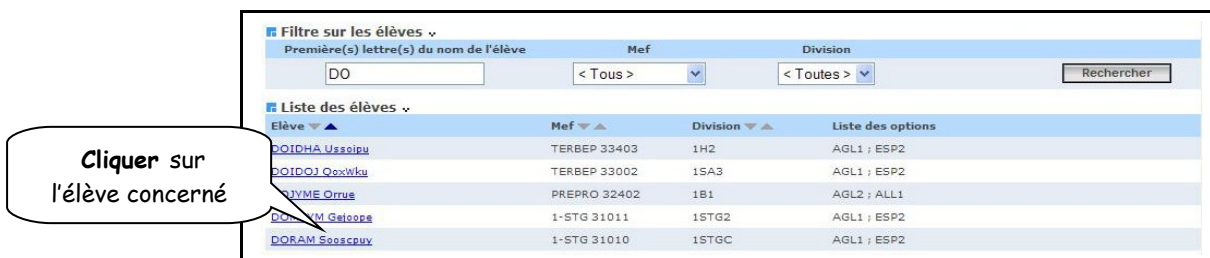 Filtre sur les élèves
Première(s) lettre(s) du nom de l'élève Mef Division
DO < Tous > < Toutes > Rechercher
Liste des élèves
Elève Mef Division Liste des options
DOIDHA Ussoipu TERBEP 33403 1H2 AGL1 ; ESP2
DOIDOJ QoxWku TERBEP 33002 1SA3 AGL1 ; ESP2
Orrue PREPRO 32402 1B1 AGL2 ; ALL1
Gejoope 1-STG 31011 1STG2 AGL1 ; ESP2
DORAM Sooscpuy 1-STG 31010 1STGC AGL1 ; ESP2
Cliquer sur
l'élève concerné